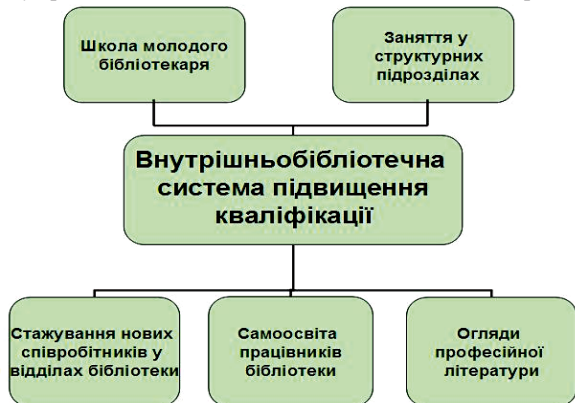 Школа молодого
бібліотекаря
Заняття у
структурних
підрозділах
Внутрішньобібліотечна
система підвищення
кваліфікації
Стажування нових
співробітників у
відділах бібліотеки
Самоосвіта
працівників
бібліотеки
Огляди
професійної
літератури